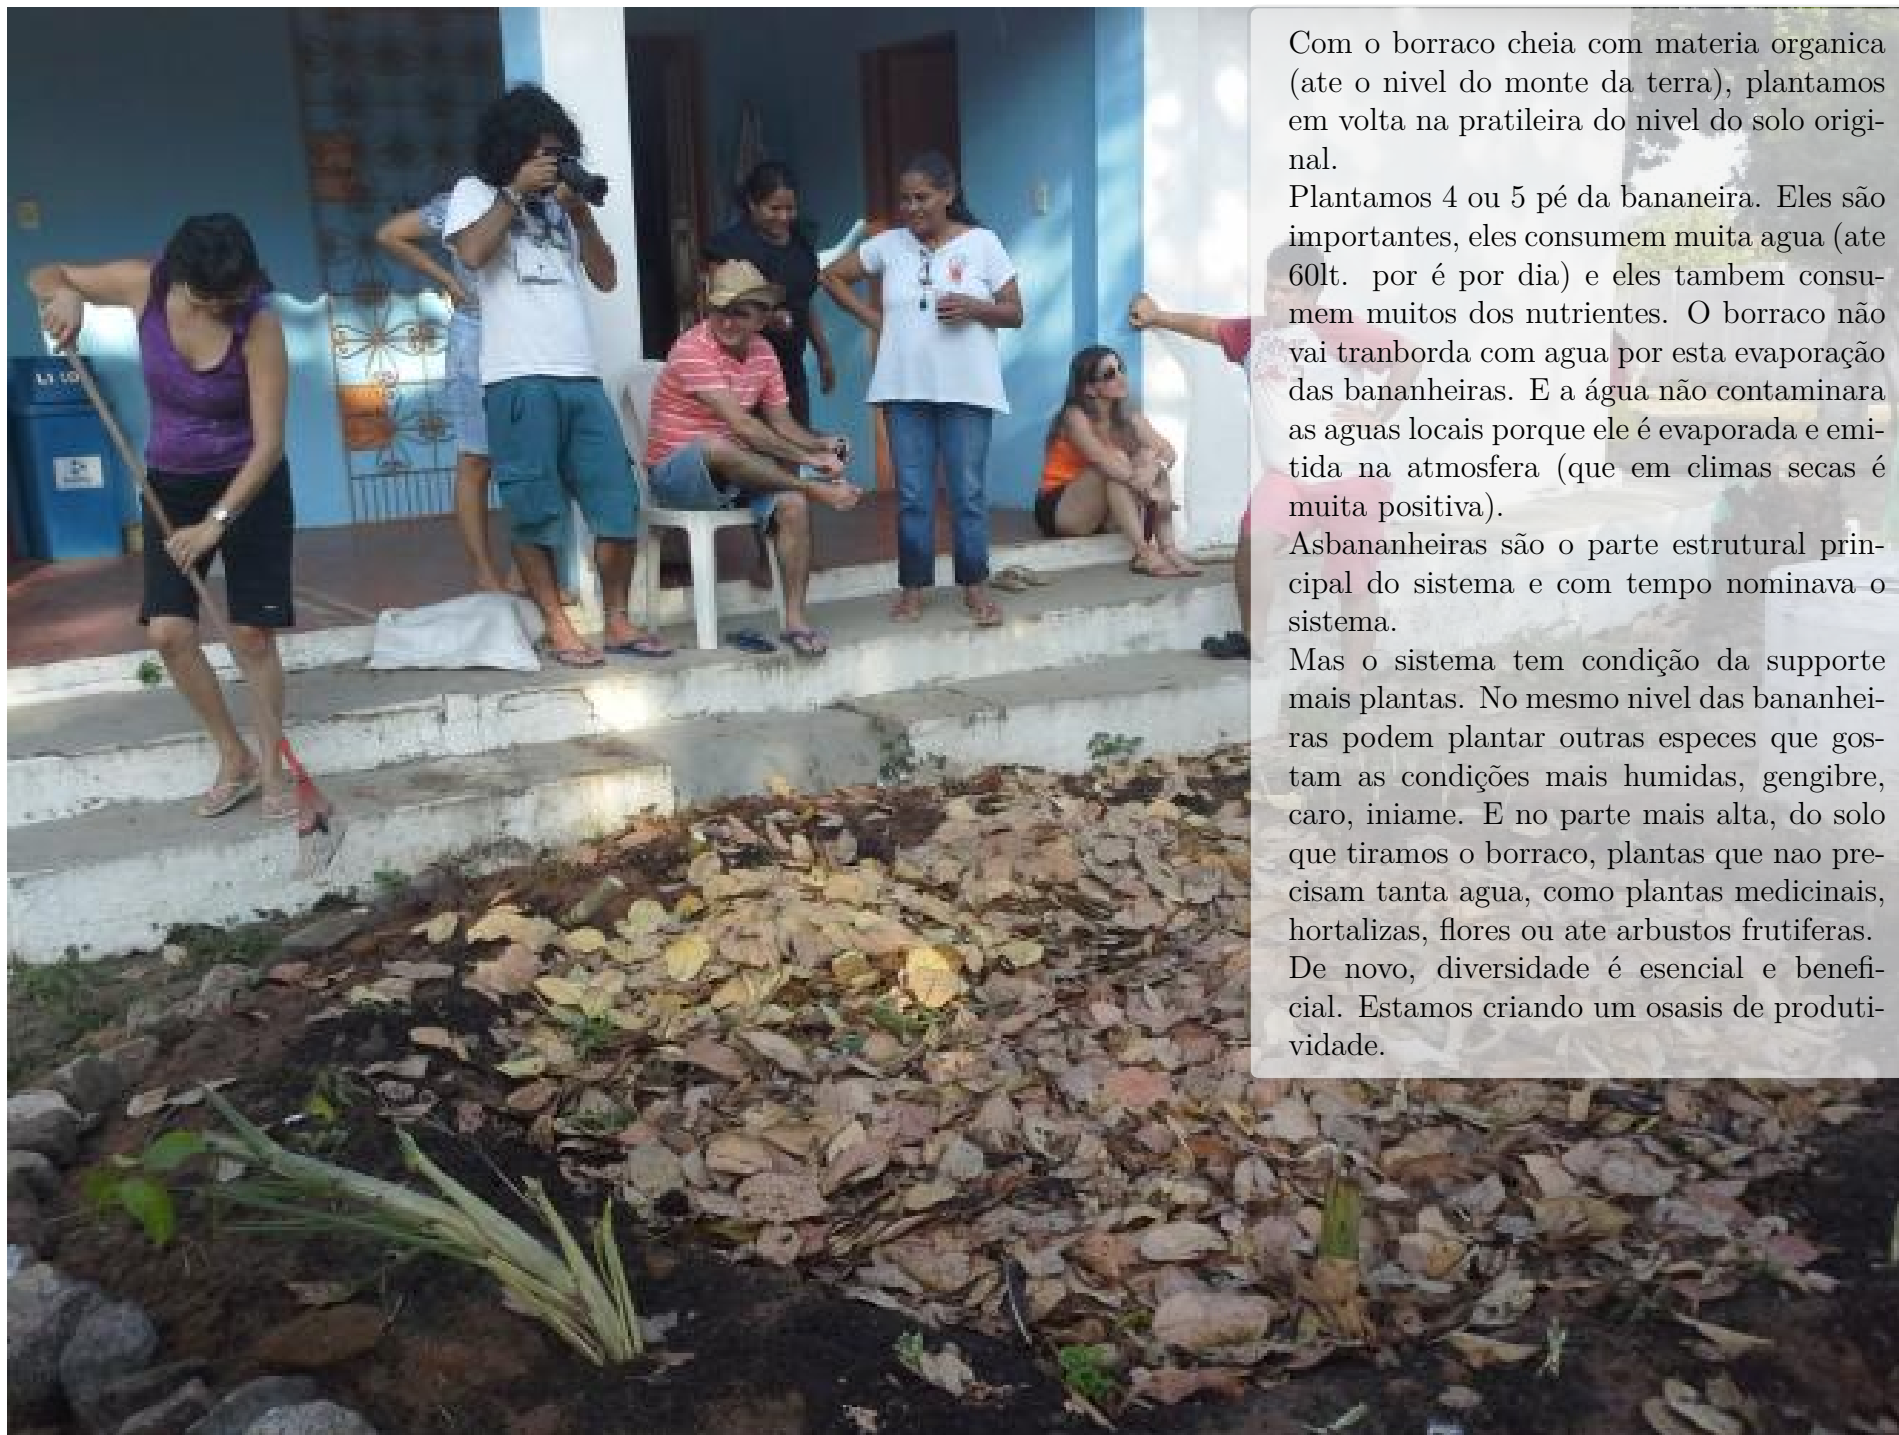 Com o borraco cheia com materia organica
(ate o nivel do monte da terra), plantamos
em volta na pratileira do nivel do solo origi-
nal.
Plantamos 4 ou 5 pé da bananeira. Eles são
importantes, eles consumem muita agua (ate
60lt. por é por dia) e eles tambem consu-
mem muitos dos nutrientes. O borraco não
vai tranborda com agua por esta evaporação
das bananheiras. E a água não contaminara
as aguas locais porque ele é evaporada e emi-
tida na atmosfera (que em climas secas é
muita positiva).
Asbananheiras são o parte estrutural prin-
cipal do sistema e com tempo nominava o
sistema.
Mas o sistema tem condição da supporte
mais plantas. No mesmo nivel das bananhei-
ras podem plantar outras especes que gos-
tam as condições mais humidas, gengibre,
caro, iniame. E no parte mais alta, do solo
que tiramos o borraco, plantas que nao pre-
cisam tanta agua, como plantas medicinais,
hortalizas, flores ou ate arbustos frutiferas.
De novo, diversidade é esencial e benefi-
cial. Estamos criando um osasis de produti-
vidade.